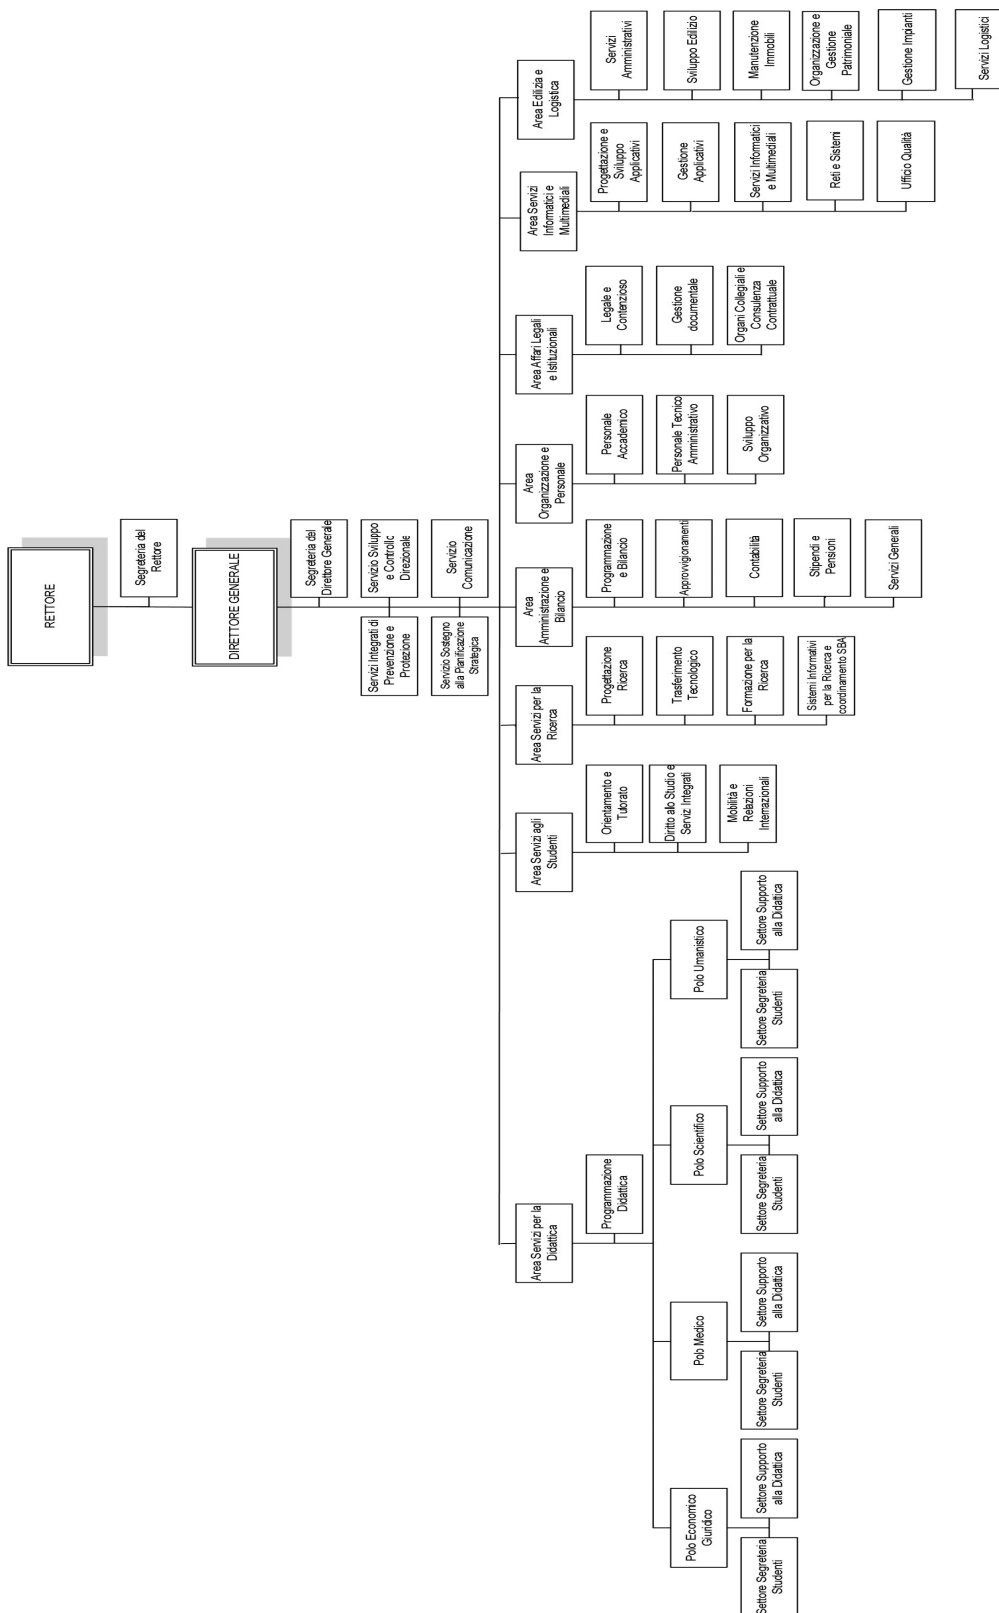 RETTORE
Segreteria del
Rettore
DIRETTORE GENERALE
Segreteria del
Direttore Generale
Servizi Integrati di
Prevenzione e
Protezione
Servizio Sviluppo
e Controllo
Direzionale
Servizio Sostegno
alla Pianificazione
Strategica
Servizio
Comunicazione
Area Servizi per la
Didattica
Programmazione
Didattica
Polo Economico
Giuridico
Settore Segreteria
Studenti
Settore Supporto
alla Didattica
Polo Medico
Settore Segreteria
Studenti
Settore Supporto
alla Didattica
Polo Scientifico
Settore Segreteria
Studenti
Settore Supporto
alla Didattica
Polo Umanistico
Settore Segreteria
Studenti
Settore Supporto
alla Didattica
Area Servizi agli
Studenti
Orientamento e
Tutorato
Diritto alo Studio e
Serviz Integrati
Mobilità e
Relazioni
Internazionali
Area Servizi per la
Ricerca
Progettazione
Ricerca
Trasferimento
Tecnologico
Formazione per la
Ricerca
Sistemi Informativi
per la Ricerca e
coordinamento SBA
Area
Amministrazione e
Bilancio
Programmazione
e Bilancio
Approvvigionamenti
Contabilità
Stipendi e
Pensioni
Servizi Generali
Area
Organizzazione e
Personale
Personale
Accademico
Personale Tecnico
Amministrativo
Sviluppo
Organizzativo
Area Affari Legali
e Istituzionali
Legale e
Contenzioso
Gestione
documentale
Organi Collegiali e
Consulenza
Contrattuale
Area Servizi
Informatici e
Multimediali
Progettazione e
Sviluppo
Applicativi
Gestione
Applicativi
Servizi Informatici
e Multimediali
Reti e Sistemi
Ufficio Qualità
Area Edilizia e
Logistica
Servizi
Amministrativi
Sviluppo Edilizio
Manutenzione
Immobili
Organizzazione e
Gestione
Patrimoniale
Gestione Impianti
Servizi Logistici